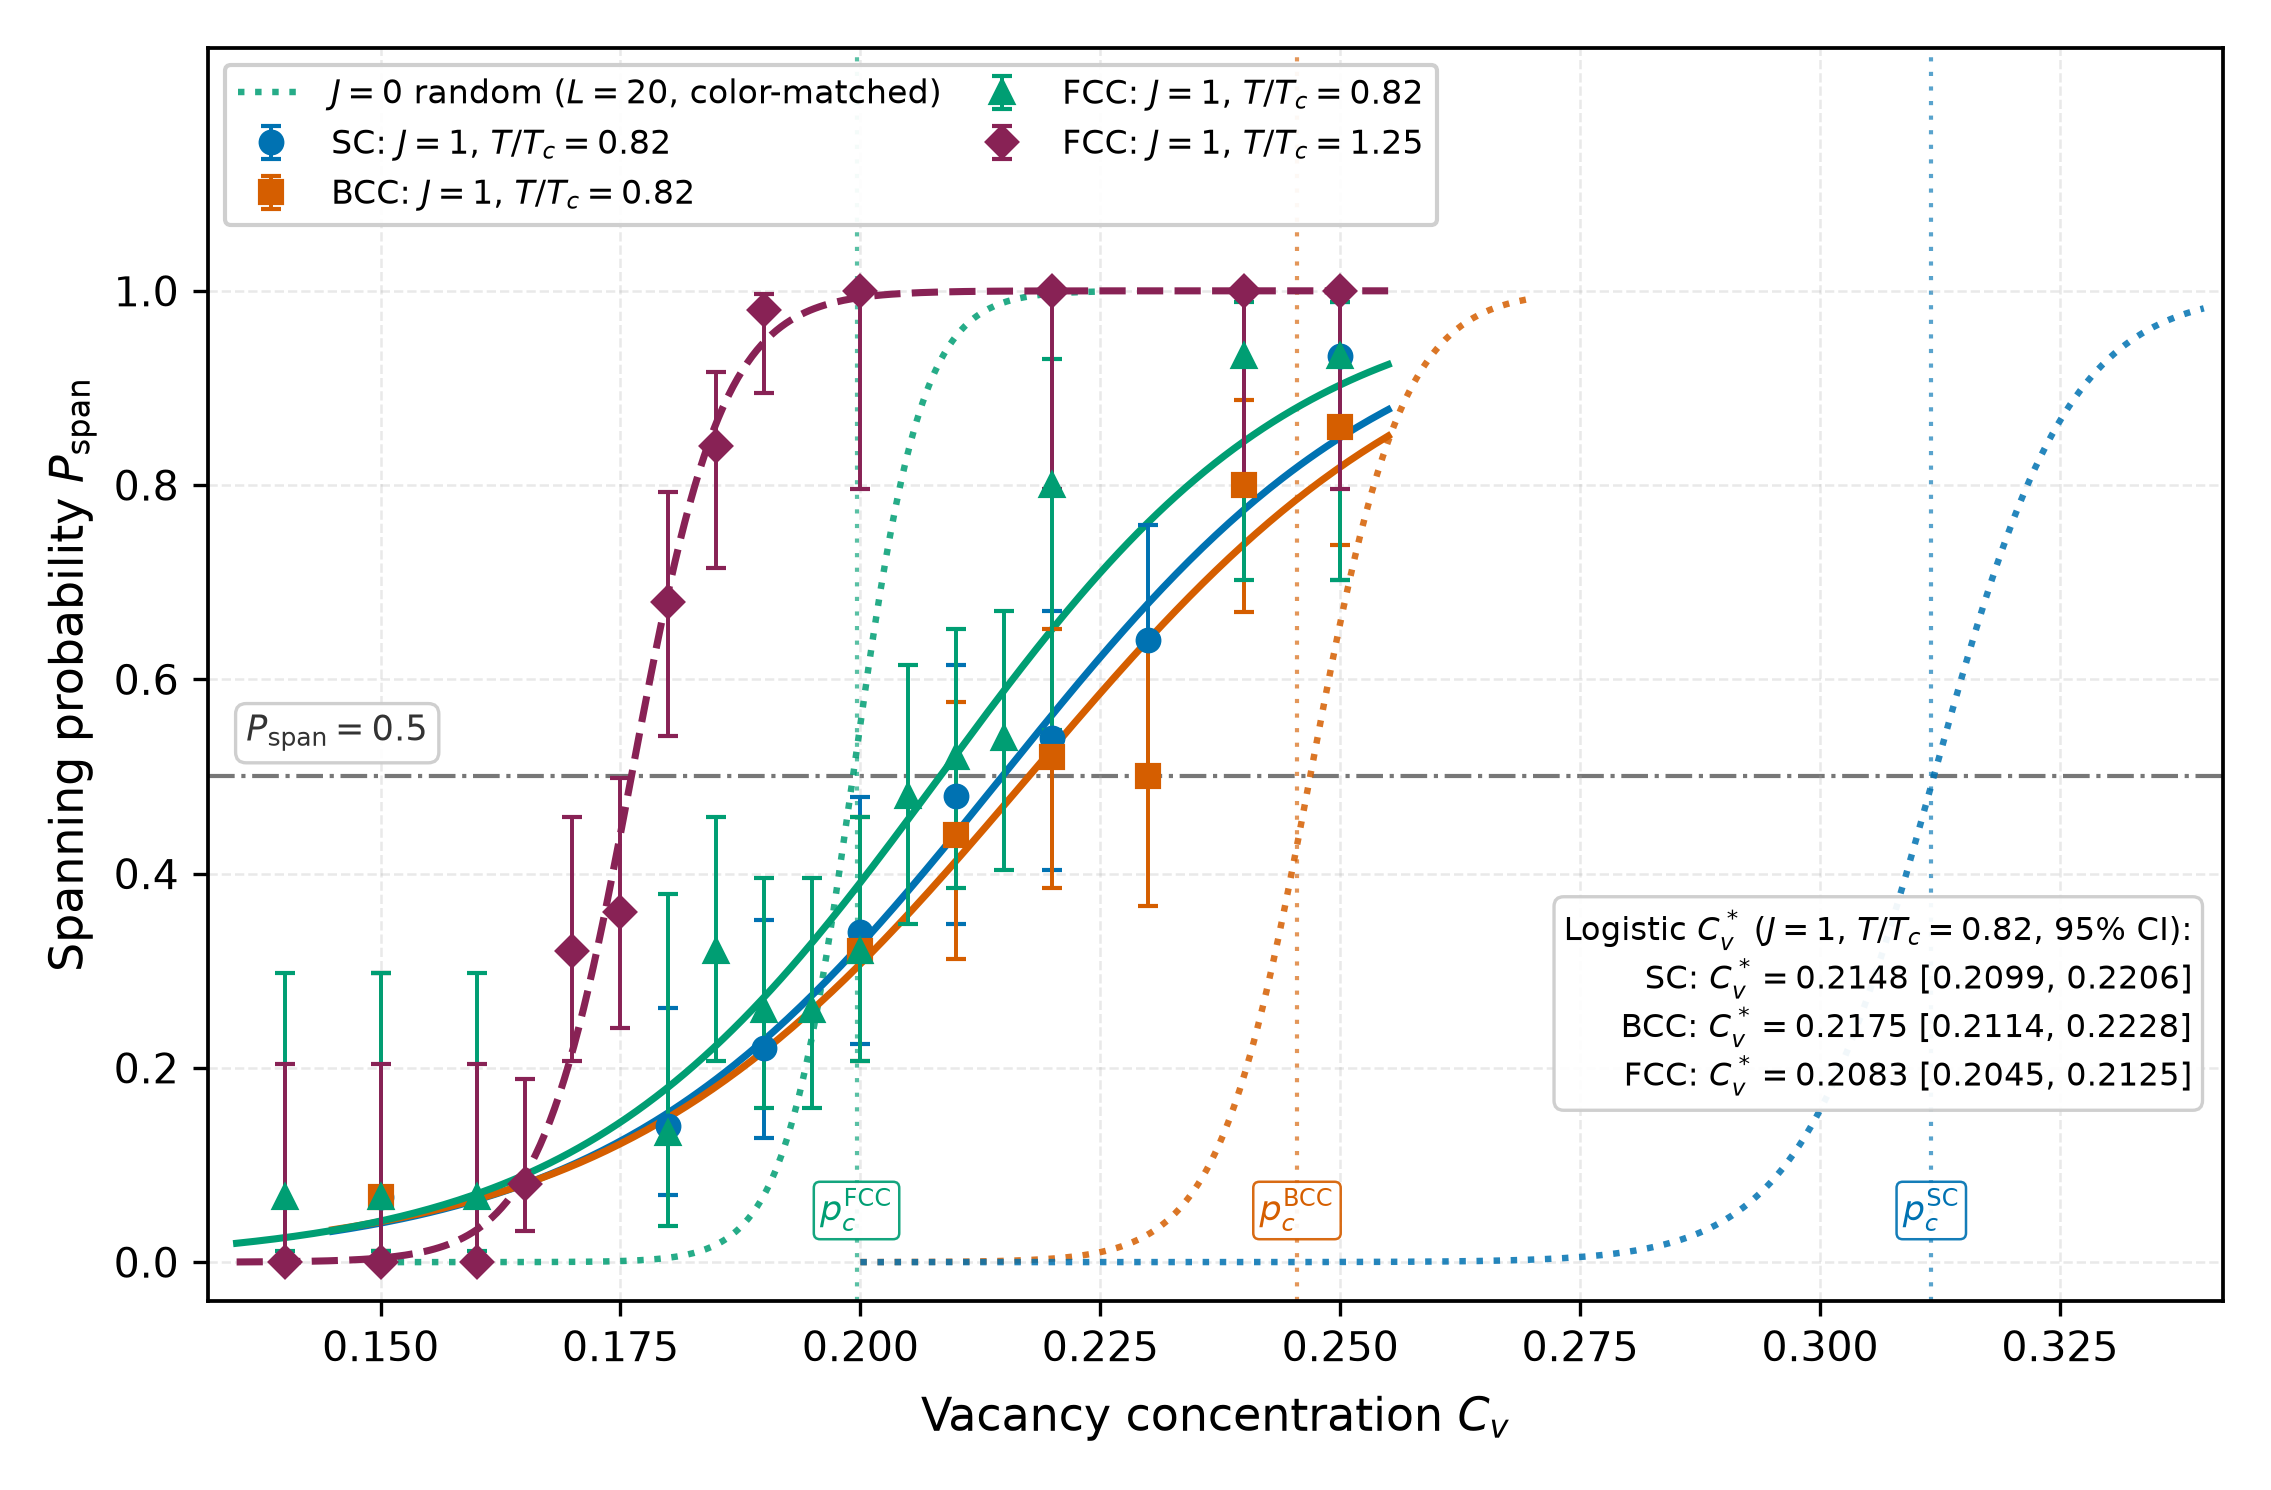 J = 0 random (L = 20, color-matched)
SC: J = 1, T/T_c = 0.82
BCC: J = 1, T/T_c = 0.82
FCC: J = 1, T/T_c = 0.82
FCC: J = 1, T/T_c = 1.25
Spanning probability P_span
1.0
0.8
0.6
0.4
0.2
0.0
P_span = 0.5
Logistic C_v^* (J = 1, T/T_c = 0.82, 95% CI):
SC: C_v^* = 0.2148 [0.2099, 0.2206]
BCC: C_v^* = 0.2175 [0.2114, 0.2228]
FCC: C_v^* = 0.2083 [0.2045, 0.2125]
p_c^FCC
p_c^BCC
p_c^SC
0.150
0.175
0.200
0.225
0.250
0.275
0.300
0.325
Vacancy concentration C_v